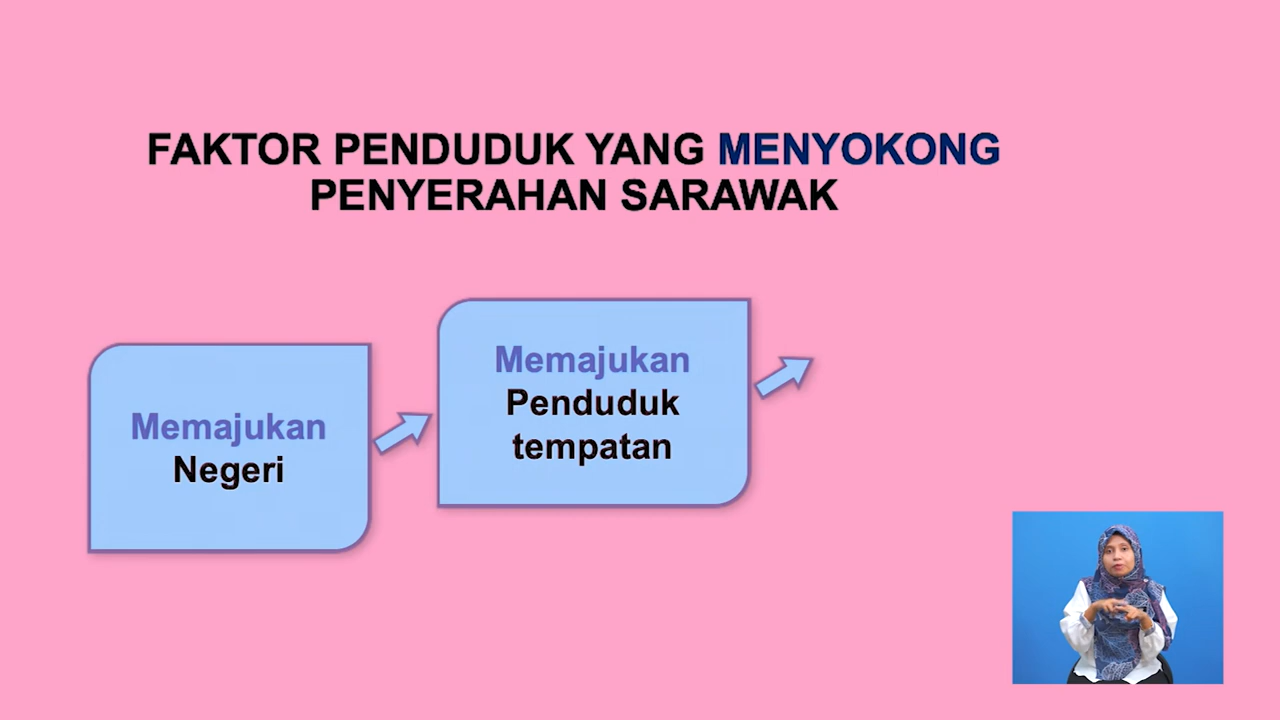 FAKTOR PENDUDUK YANG MENYOKONG
PENYERAHAN SARAWAK
Memajukan
Negeri
Memajukan
Penduduk
tempatan